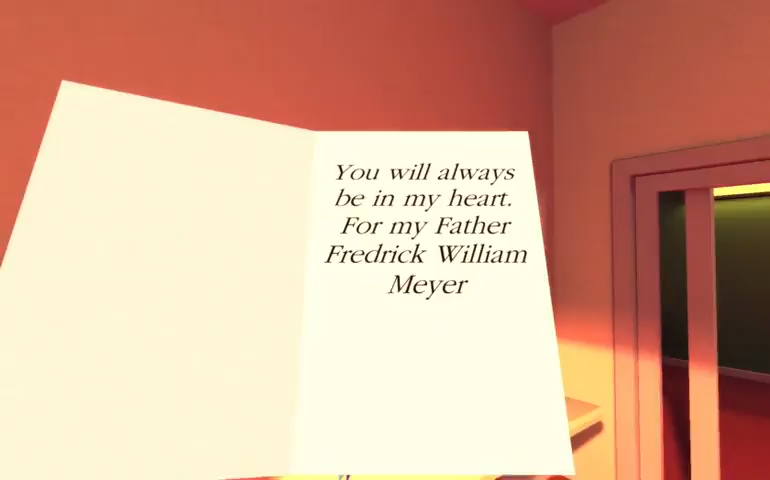 You will always
be in my heart.
For my Father
Fredrick William
Meyer